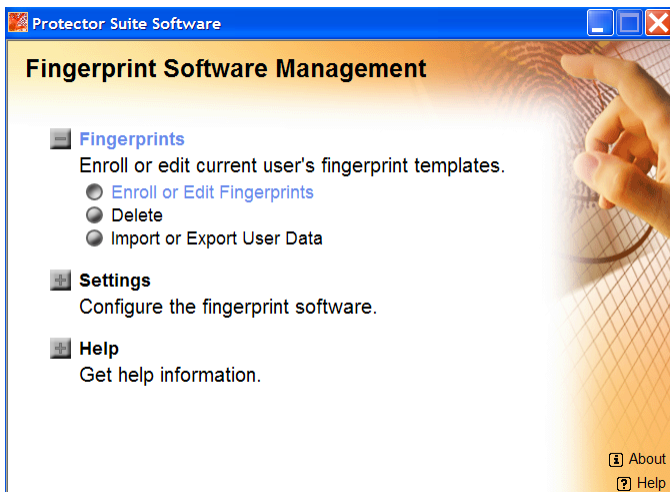 Protector Suite Software
Fingerprint Software Management
Fingerprints
Enroll or edit current user's fingerprint templates.
Enroll or Edit Fingerprints
Delete
Import or Export User Data
Settings
Configure the fingerprint software.
Help
Get help information.
About
Help